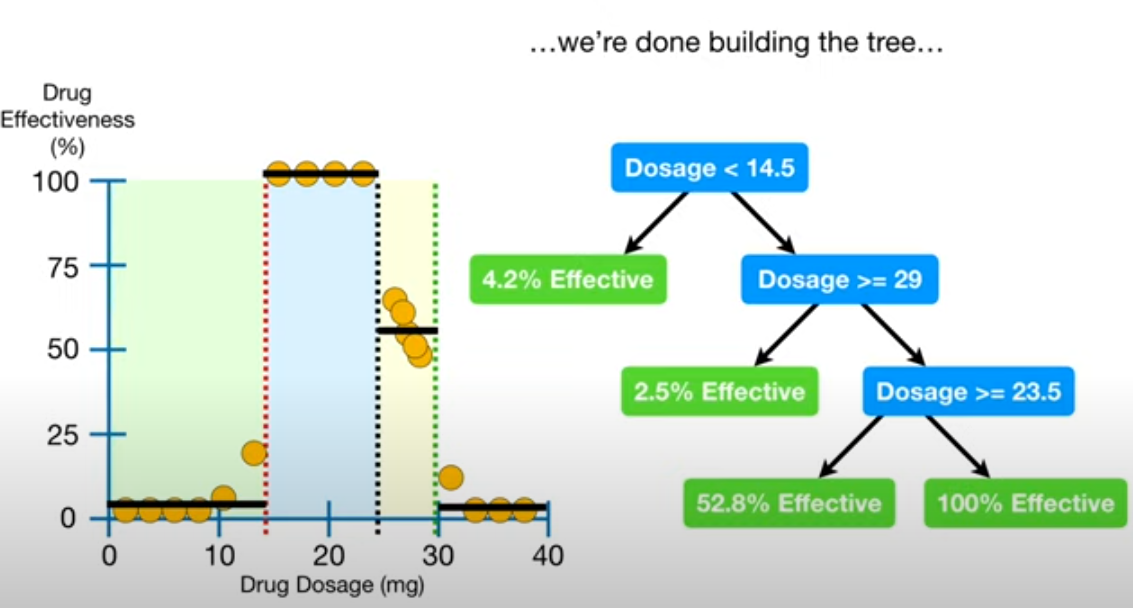 ...we're done building the tree...
Drug
Effectiveness
(%)
100
75
50
25
0
0 10 20 30 40
Drug Dosage (mg)
Dosage < 14.5
4.2% Effective
Dosage >= 29
2.5% Effective
Dosage >= 23.5
52.8% Effective
100% Effective